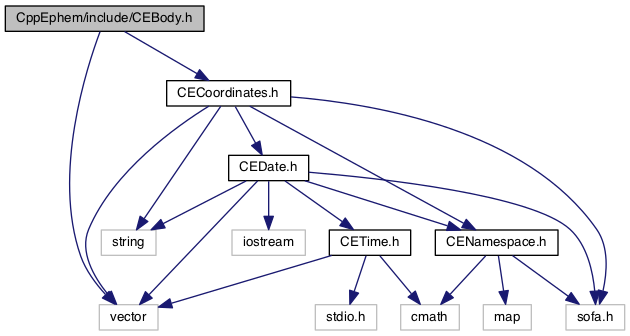 CppEphem/include/CEBody.h
CECoordinates.h
CEDate.h
string
iostream
CETime.h
CENamespace.h
vector
stdio.h
cmath
map
sofa.h